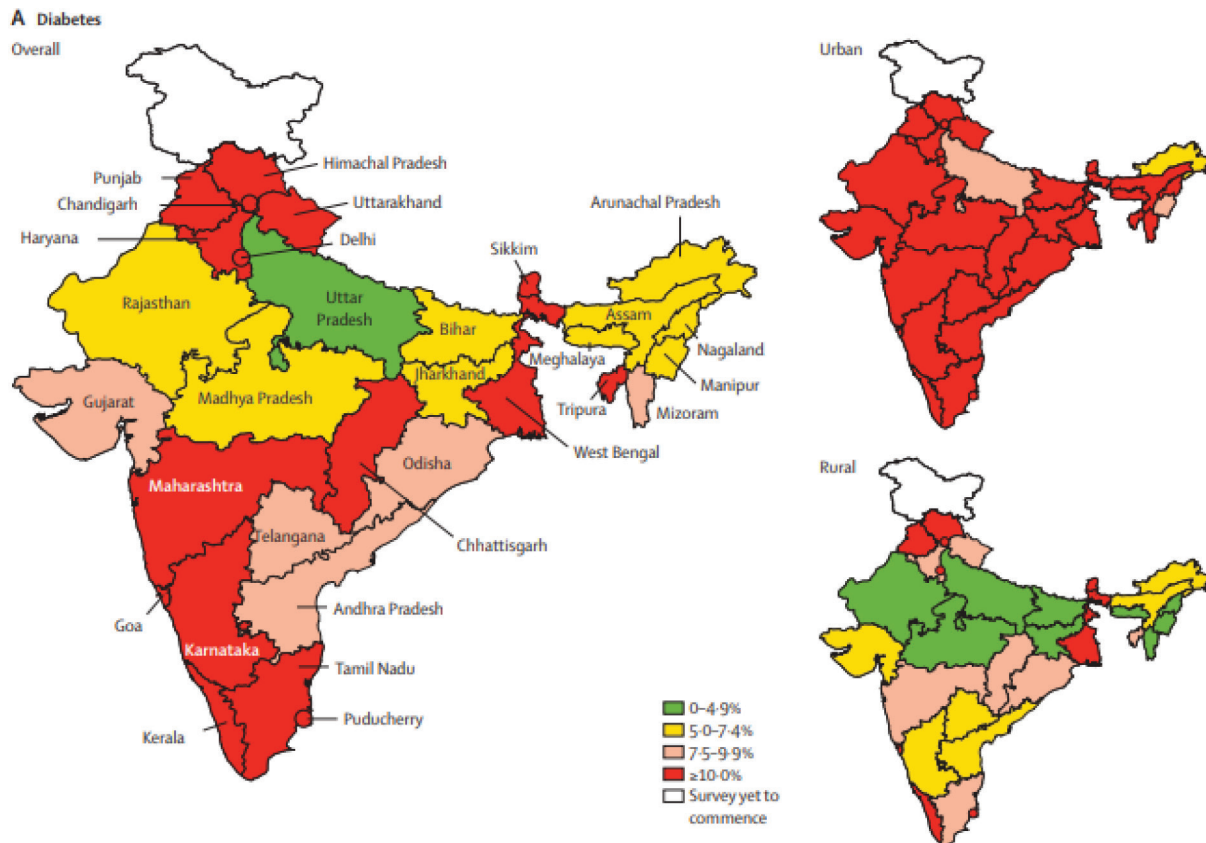 A Diabetes
Overall
Urban
Himachal Pradesh
Punjab
Chandigarh
Uttarakhand
Arunachal Pradesh
Haryana
Delhi
Sikkim
Rajasthan
Uttar
Pradesh
Assam
Bihar
Nagaland
Meghalaya
Jharkhand
Manipur
Gujarat
Madhya Pradesh
Tripura
Mizoram
West Bengal
Odisha
Rural
Maharashtra
Telangana
Chhattisgarh
Andhra Pradesh
Goa
Karnataka
Tamil Nadu
Puducherry
Kerala
0–4·9%
5·0–7·4%
7·5–9·9%
≥10·0%
Survey yet to
commence